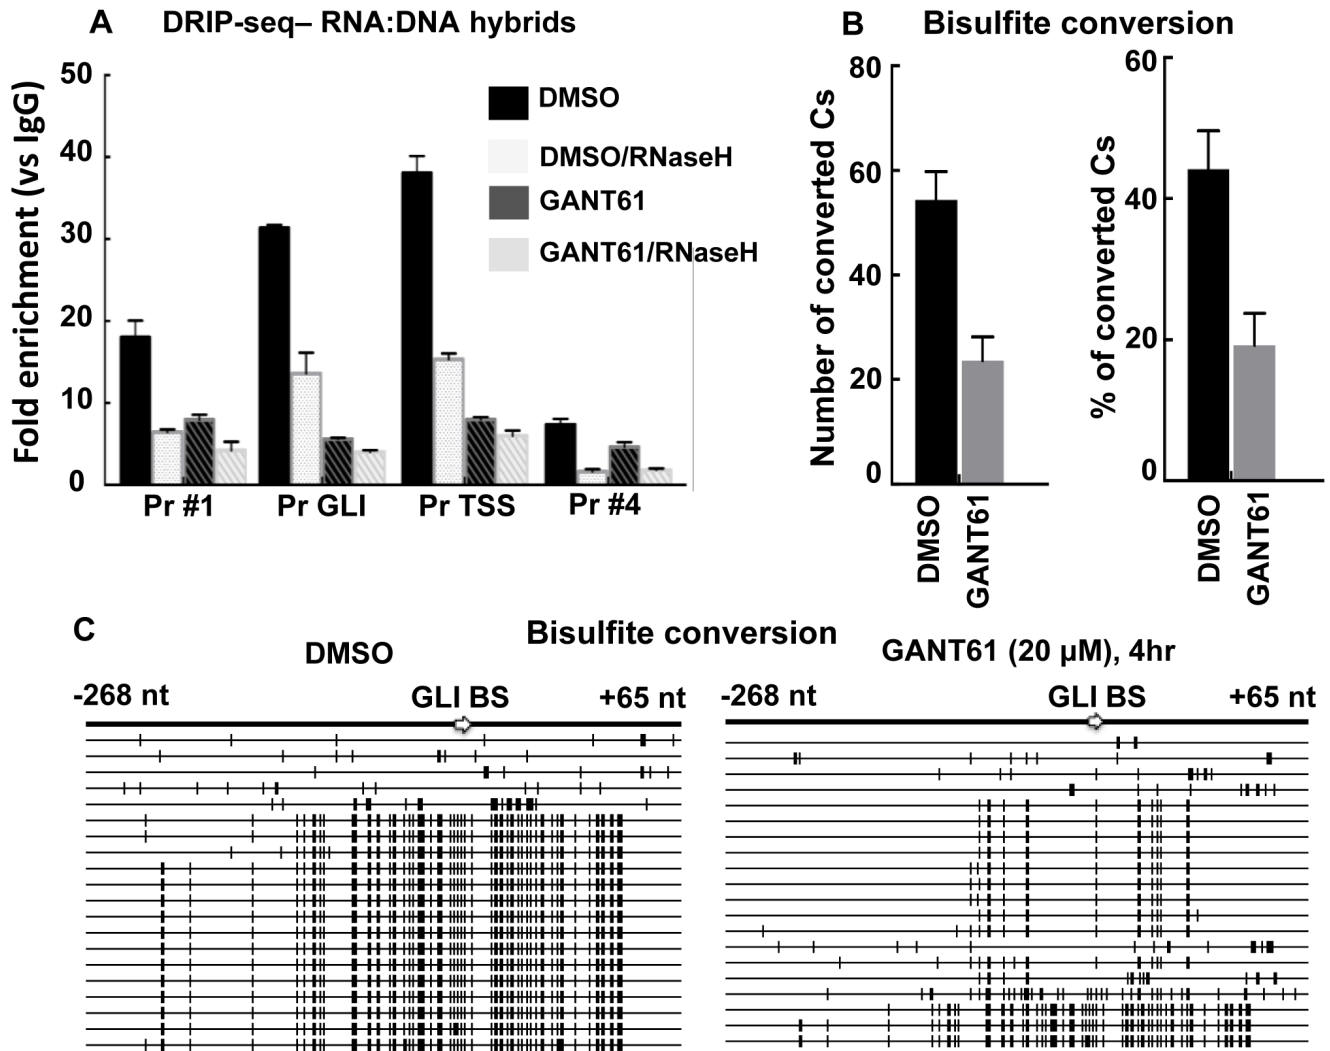 A DRIP-seq– RNA:DNA hybrids
Fold enrichment (vs IgG)
50
40
30
20
10
0
DMSO
DMSO/RNaseH
GANT61
GANT61/RNaseH
Pr #1 Pr GLI Pr TSS Pr #4
B Bisulfite conversion
Number of converted Cs
80
60
40
20
0
DMSO
GANT61
% of converted Cs
60
40
20
0
DMSO
GANT61
C Bisulfite conversion
DMSO
-268 nt GLI BS +65 nt
GANT61 (20 µM), 4hr
-268 nt GLI BS +65 nt